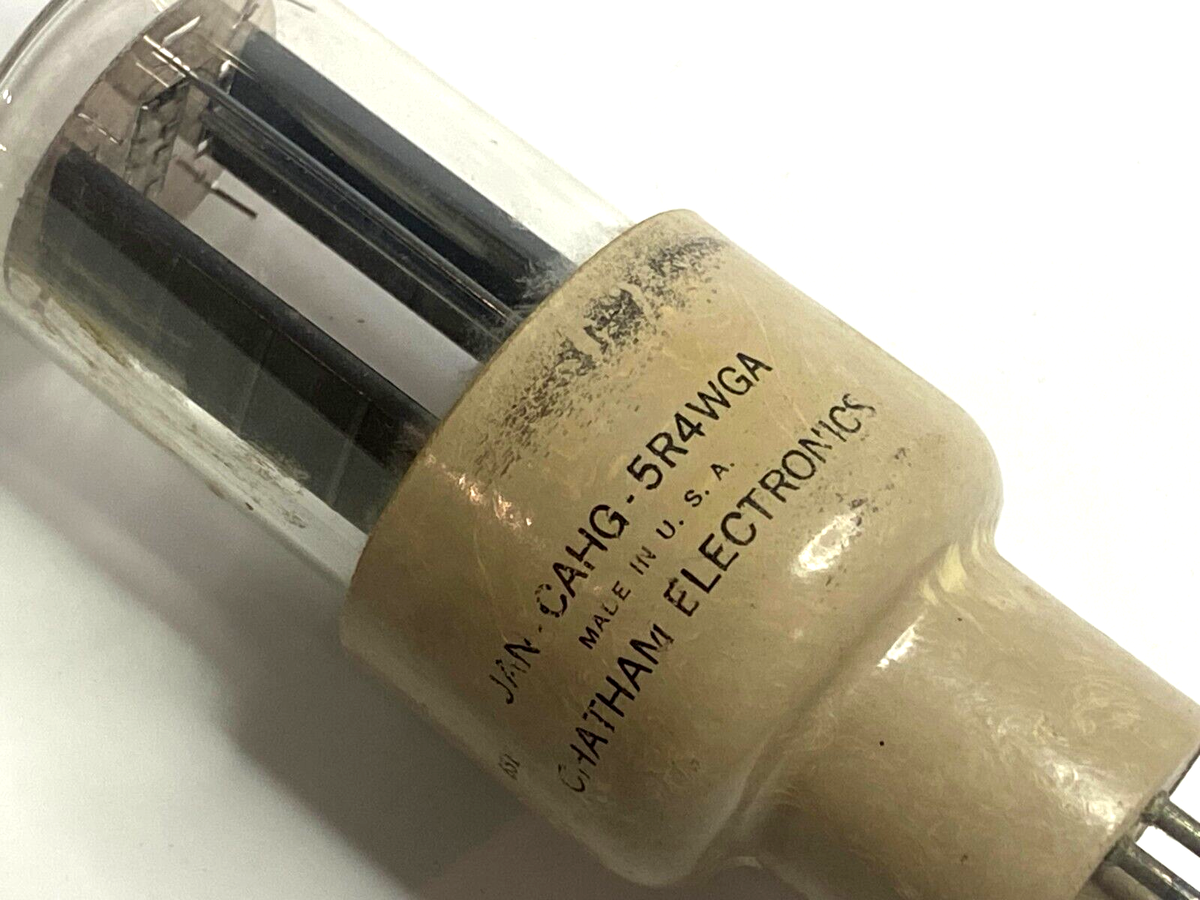 JAN-CAHG-5R4WGA
MADE IN U. S. A.
CHATHAM ELECTRONICS